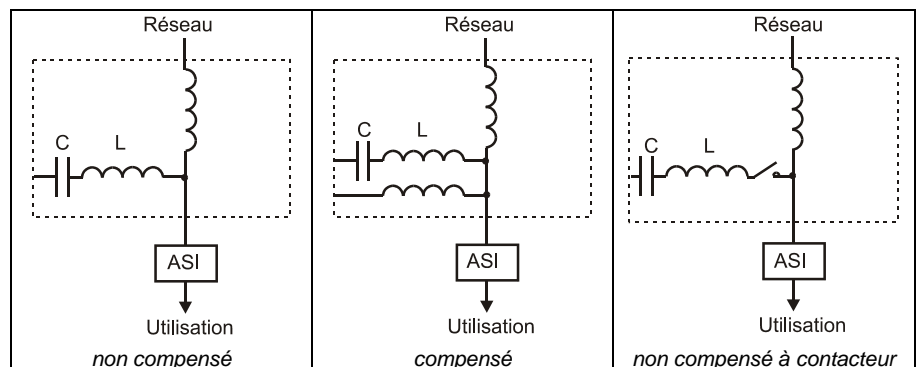 Réseau
C
L
ASI
Utilisation
non compensé
Réseau
C
L
ASI
Utilisation
compensé
Réseau
C
L
ASI
Utilisation
non compensé à contacteur